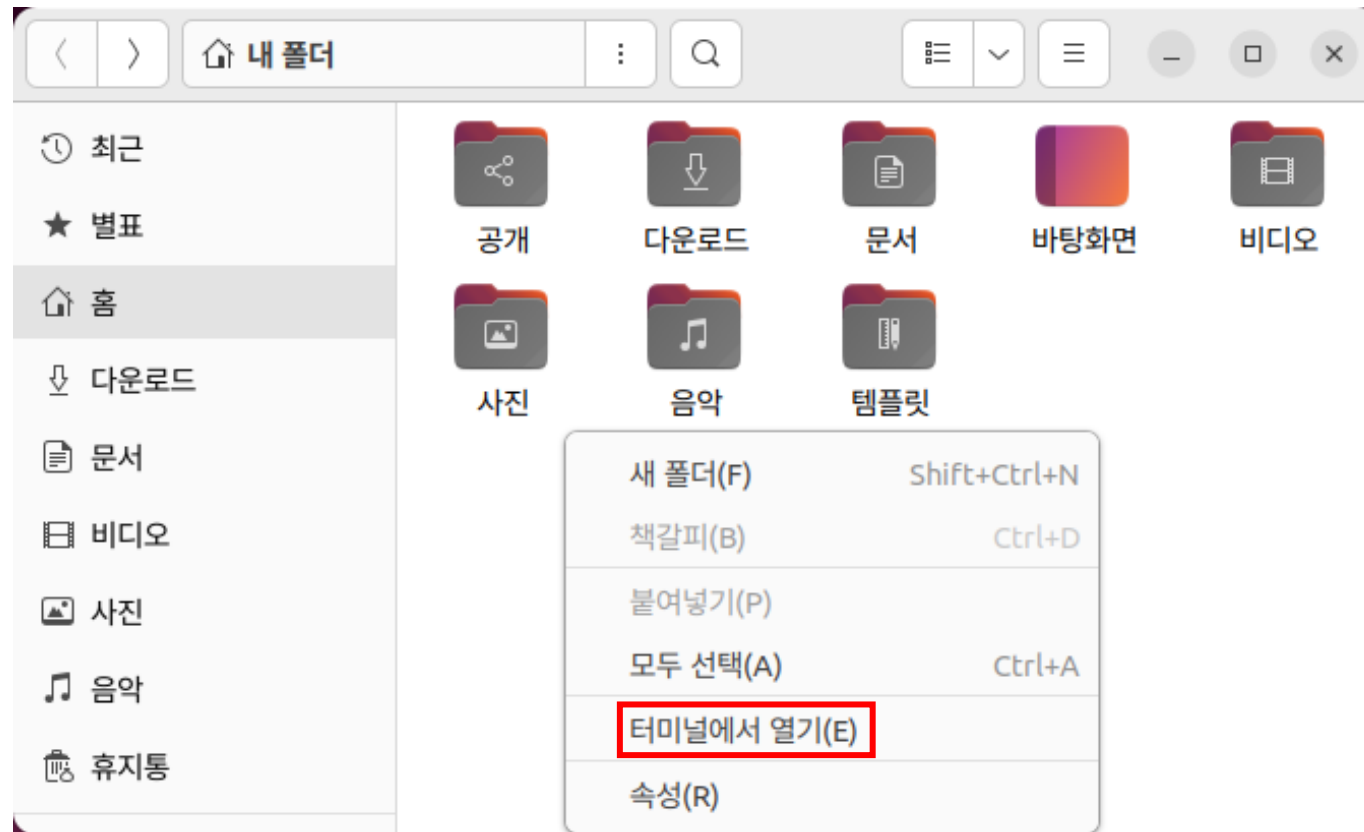 내 폴더
최근
별표
홈
다운로드
문서
비디오
사진
음악
휴지통
공개 다운로드 문서 바탕화면 비디오
사진 음악 템플릿
새 폴더(F) Shift+Ctrl+N
책갈피(B) Ctrl+D
붙여넣기(P)
모두 선택(A) Ctrl+A
터미널에서 열기(E)
속성(R)